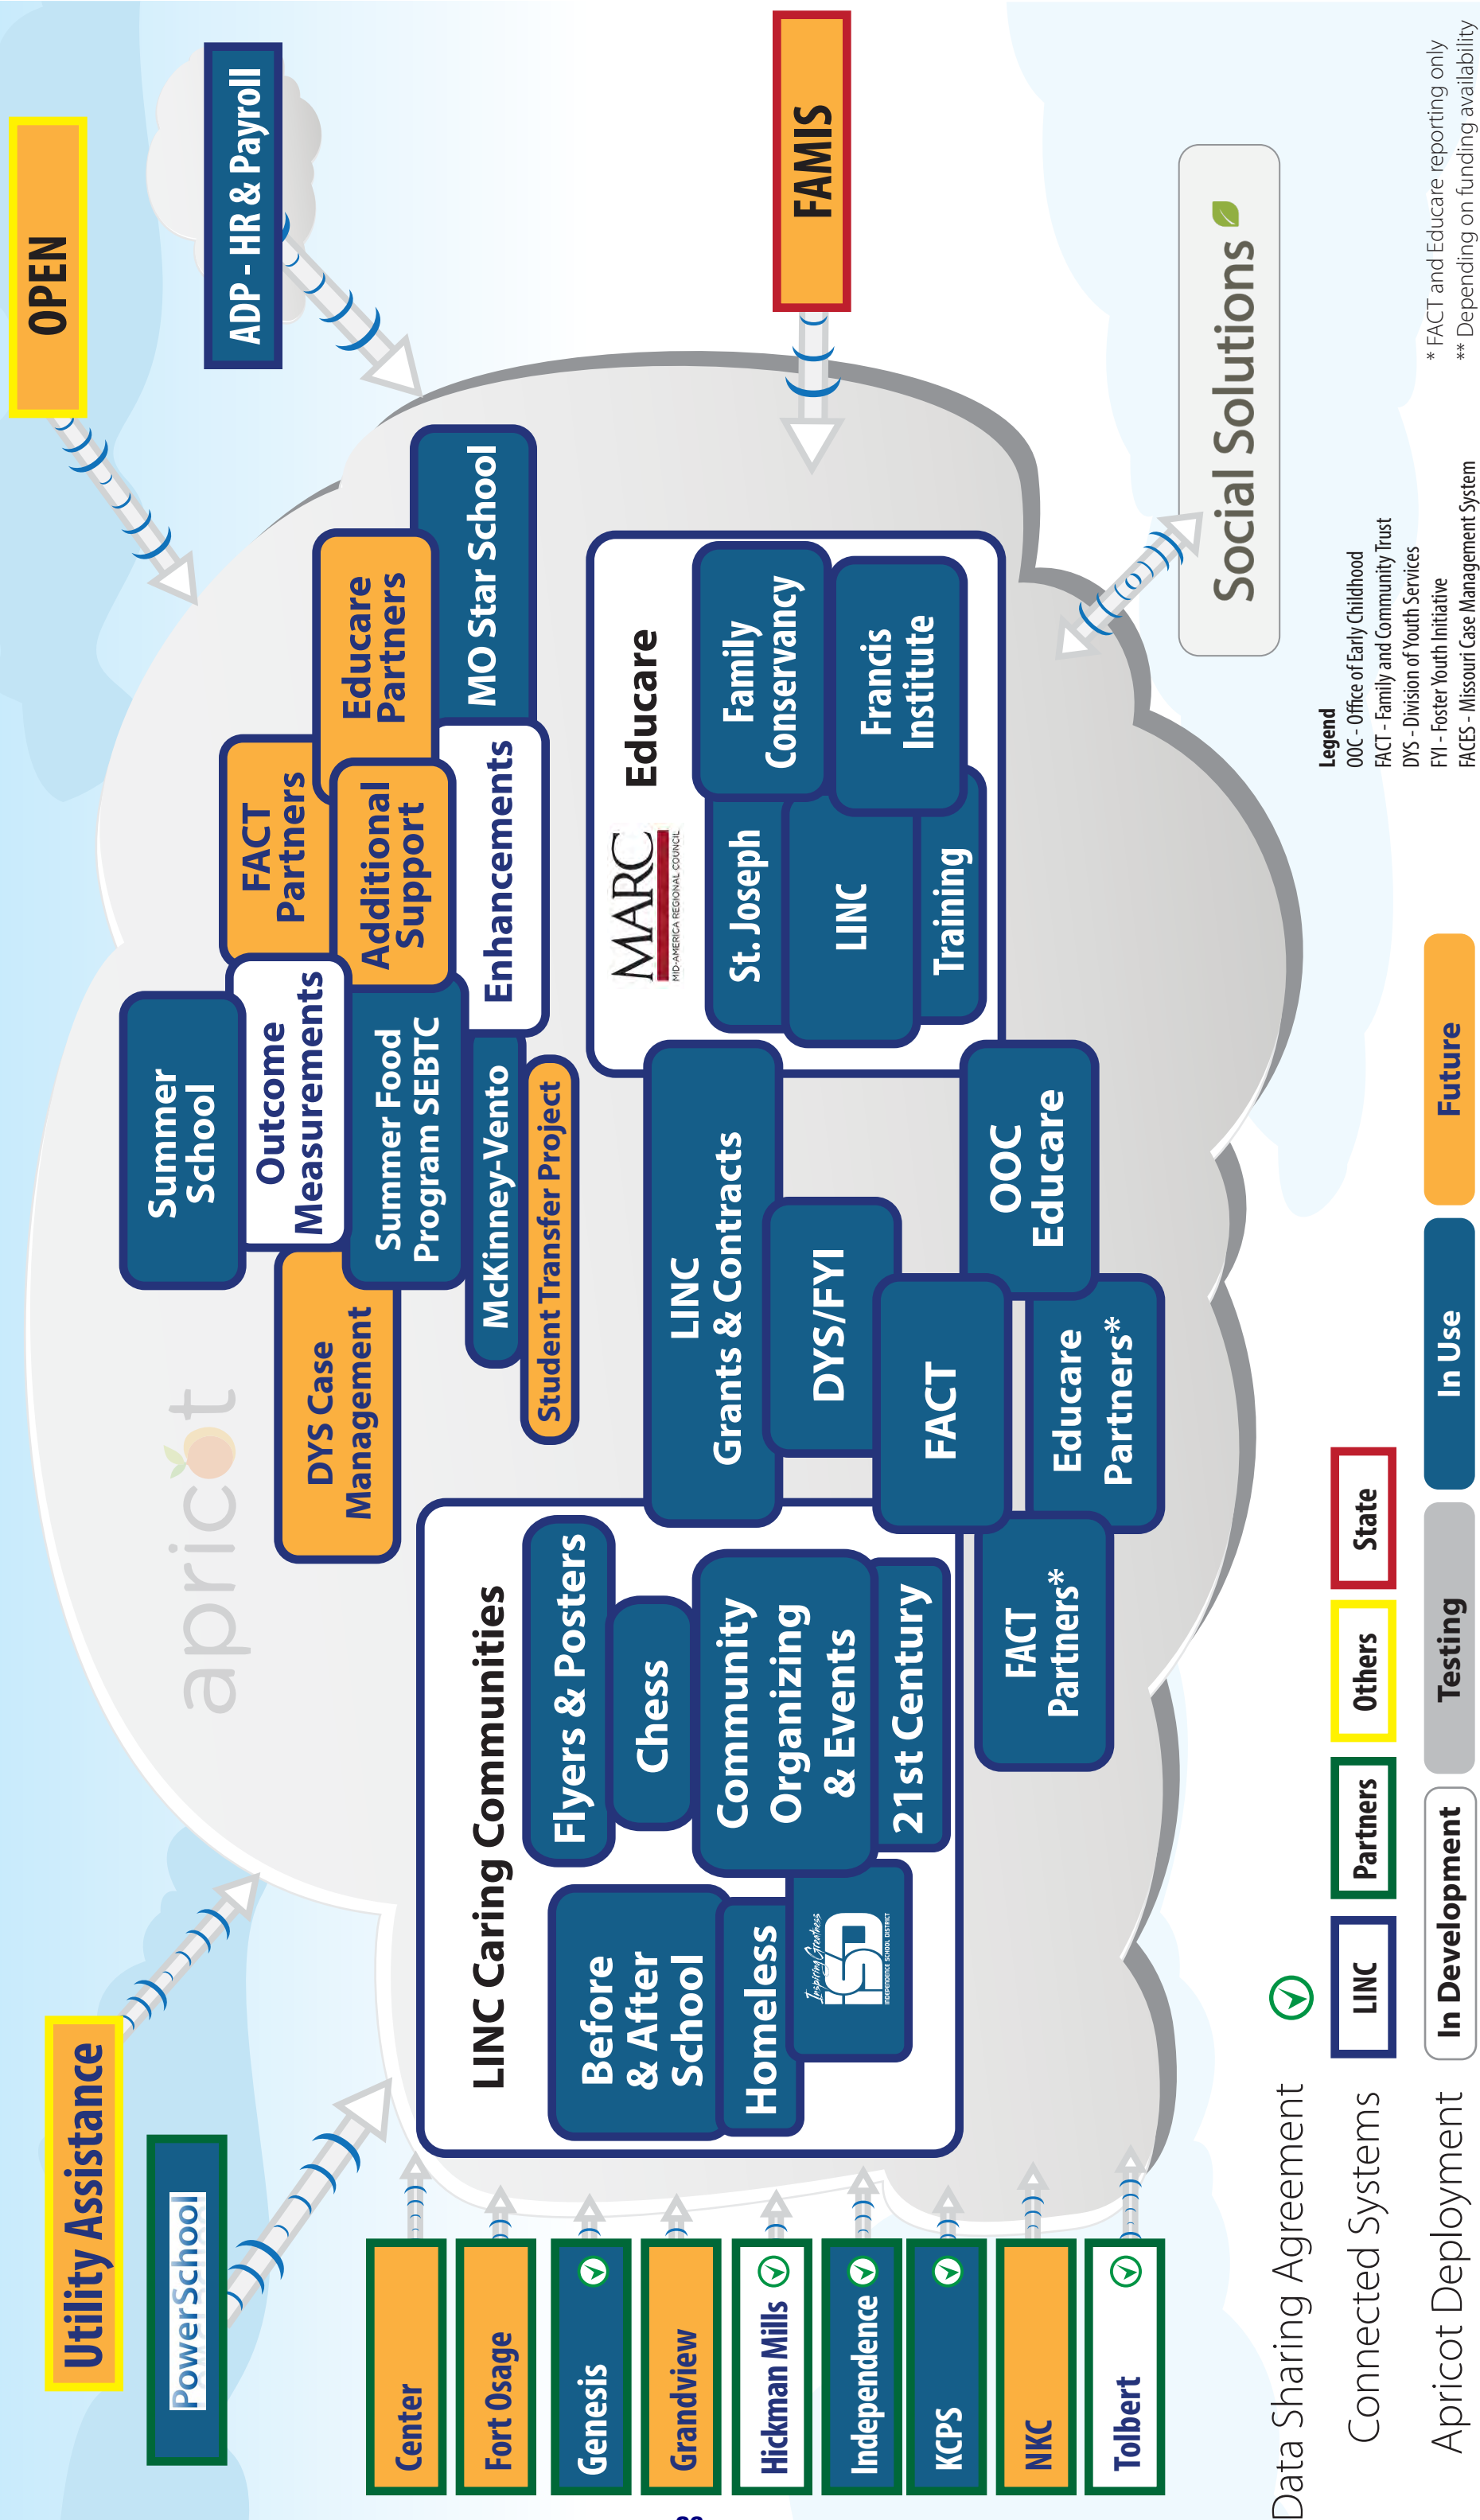 Utility Assistance
PowerSchool
OPEN
ADP - HR & Payroll
FAMIS
apricot
Summer
School
Outcome
Measurements
DYS Case
Management
Summer Food
Program SEBTC
McKinney-Vento
Student Transfer Project
FACT
Partners
Additional
Support
Educare
Partners
Enhancements
MO Star School
LINC Caring Communities
Before
& After
School
Homeless
Inspiring Greatness
iSD
INDEPENDENCE SCHOOL DISTRICT
Flyers & Posters
Chess
Community
Organizing
& Events
21st Century
LINC
Grants & Contracts
DYS/FYI
FACT
OOC
Educare
FACT
Partners*
Educare
Partners*
MARC
MID-AMERICA REGIONAL COUNCIL
Educare
St. Joseph
LINC
Training
Family
Conservancy
Francis
Institute
Center
Fort Osage
Genesis
Grandview
Hickman Mills
Independence
KCPS
NKC
Tolbert
Social Solutions
Data Sharing Agreement
Connected Systems
LINC
Partners
Others
State
Apricot Deployment
In Development
Testing
In Use
Future
Legend
OOC - Office of Early Childhood
FACT - Family and Community Trust
DYS - Division of Youth Services
FYI - Foster Youth Initiative
FACES - Missouri Case Management System
* FACT and Educare reporting only
** Depending on funding availability